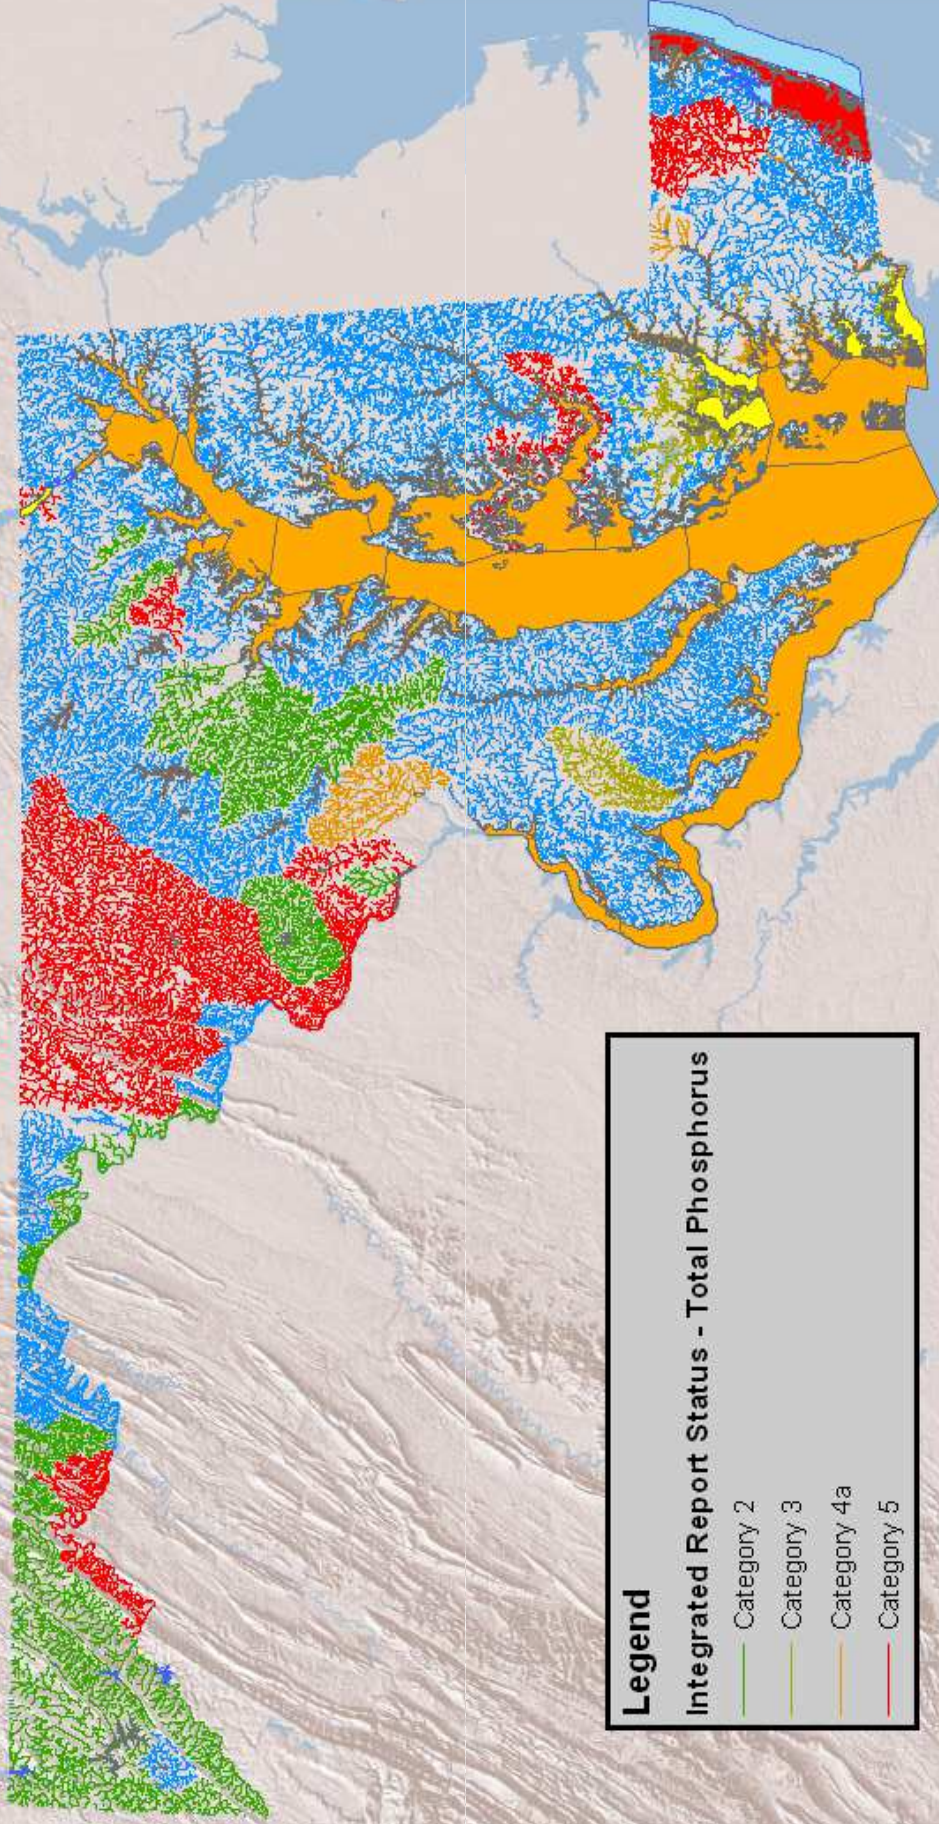 Legend
Integrated Report Status - Total Phosphorus
Category 2
Category 3
Category 4a
Category 5